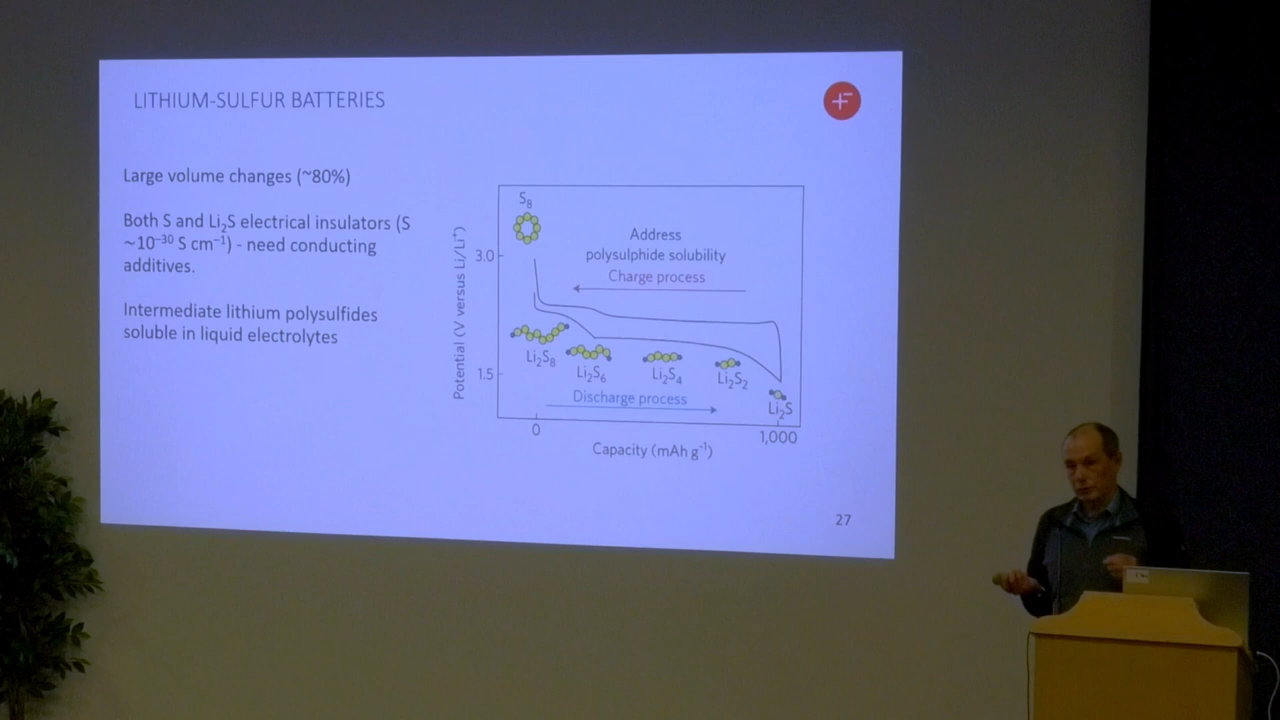 LITHIUM-SULFUR BATTERIES
Large volume changes (~80%)
Both S and Li₂S electrical insulators (S
~10⁻³⁰ S cm⁻¹) - need conducting
additives.
Intermediate lithium polysulfides
soluble in liquid electrolytes
S₈
Address
polysulphide solubility
Charge process
Potential (V versus Li/Li⁺)
3.0
1.5
Li₂S₈
Li₂S₆
Li₂S₄
Li₂S₂
Li₂S
Discharge process
0
1,000
Capacity (mAh g⁻¹)
27